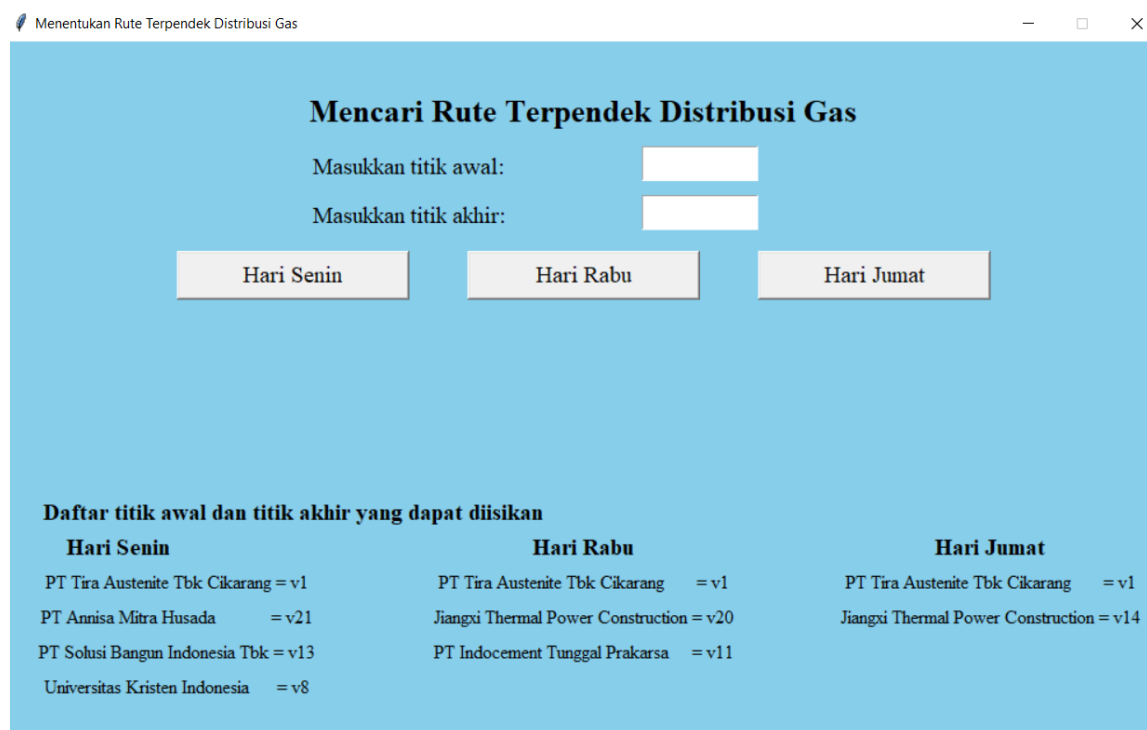 Menentukan Rute Terpendek Distribusi Gas
Mencari Rute Terpendek Distribusi Gas
Masukkan titik awal:
Masukkan titik akhir:
Hari Senin Hari Rabu Hari Jumat
Daftar titik awal dan titik akhir yang dapat diisikan
Hari Senin Hari Rabu Hari Jumat
PT Tira Austenite Tbk Cikarang = v1 PT Tira Austenite Tbk Cikarang = v1 PT Tira Austenite Tbk Cikarang = v1
PT Annisa Mitra Husada = v21 Jiangxi Thermal Power Construction = v20 Jiangxi Thermal Power Construction = v14
PT Solusi Bangun Indonesia Tbk = v13 PT Indocement Tunggal Prakarsa = v11
Universitas Kristen Indonesia = v8